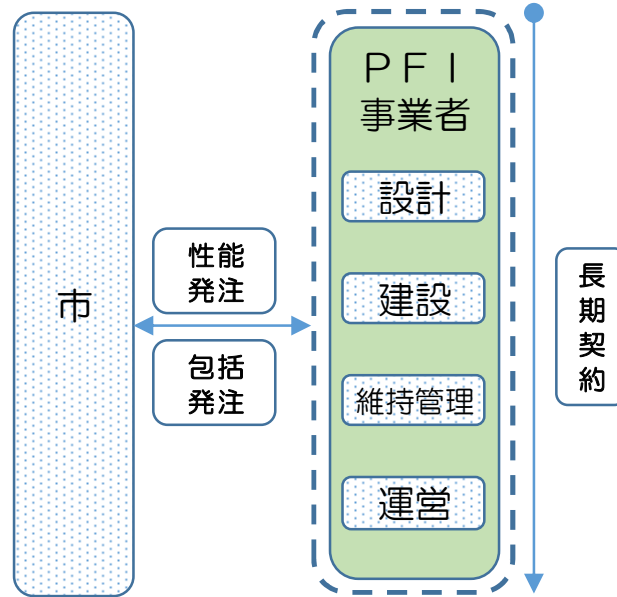 市
性能
発注
包括
発注
ＰＦＩ
事業者
設計
建設
維持管理
運営
長
期
契
約